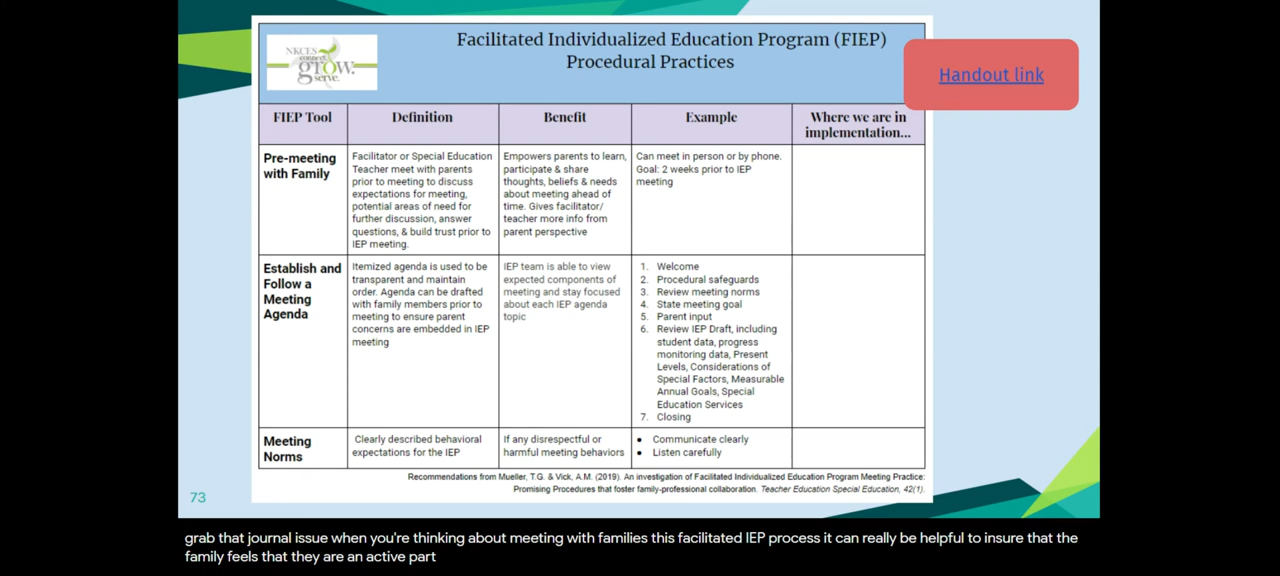 NKCES
connect.
grow.
serve.
Facilitated Individualized Education Program (FIEP)
Procedural Practices
Handout link
FIEP Tool
Definition
Benefit
Example
Where we are in
implementation...
Pre-meeting
with Family
Facilitator or Special Education
Teacher meet with parents
prior to meeting to discuss
expectations for meeting,
potential areas of need for
further discussion, answer
questions, & build trust prior to
IEP meeting.
Empowers parents to learn,
participate & share
thoughts, beliefs & needs
about meeting ahead of
time. Gives facilitator/
teacher more info from
parent perspective
Can meet in person or by phone.
Goal: 2 weeks prior to IEP
meeting
Establish and
Follow a
Meeting
Agenda
Itemized agenda is used to be
transparent and maintain
order. Agenda can be drafted
with family members prior to
meeting to ensure parent
concerns are embedded in IEP
meeting
IEP team is able to view
expected components of
meeting and stay focused
about each IEP agenda
topic
1. Welcome
2. Procedural safeguards
3. Review meeting norms
4. State meeting goal
5. Parent input
6. Review IEP Draft, including
student data, progress
monitoring data, Present
Levels, Considerations of
Special Factors, Measurable
Annual Goals, Special
Education Services
7. Closing
Meeting
Norms
Clearly described behavioral
expectations for the IEP
If any disrespectful or
harmful meeting behaviors
• Communicate clearly
• Listen carefully
Recommendations from Mueller, T.G. & Vick, A.M. (2019). An investigation of Facilitated Individualized Education Program Meeting Practice:
Promising Procedures that foster family-professional collaboration. Teacher Education Special Education, 42(1).
73
grab that journal issue when you're thinking about meeting with families this facilitated IEP process it can really be helpful to insure that the
family feels that they are an active part